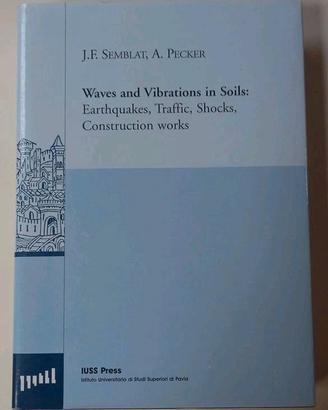 J.F. SEMBLAT, A. PECKER
Waves and Vibrations in Soils:
Earthquakes, Traffic, Shocks,
Construction works
IUSS Press
Istituto Universitario di Studi Superiori di Pavia